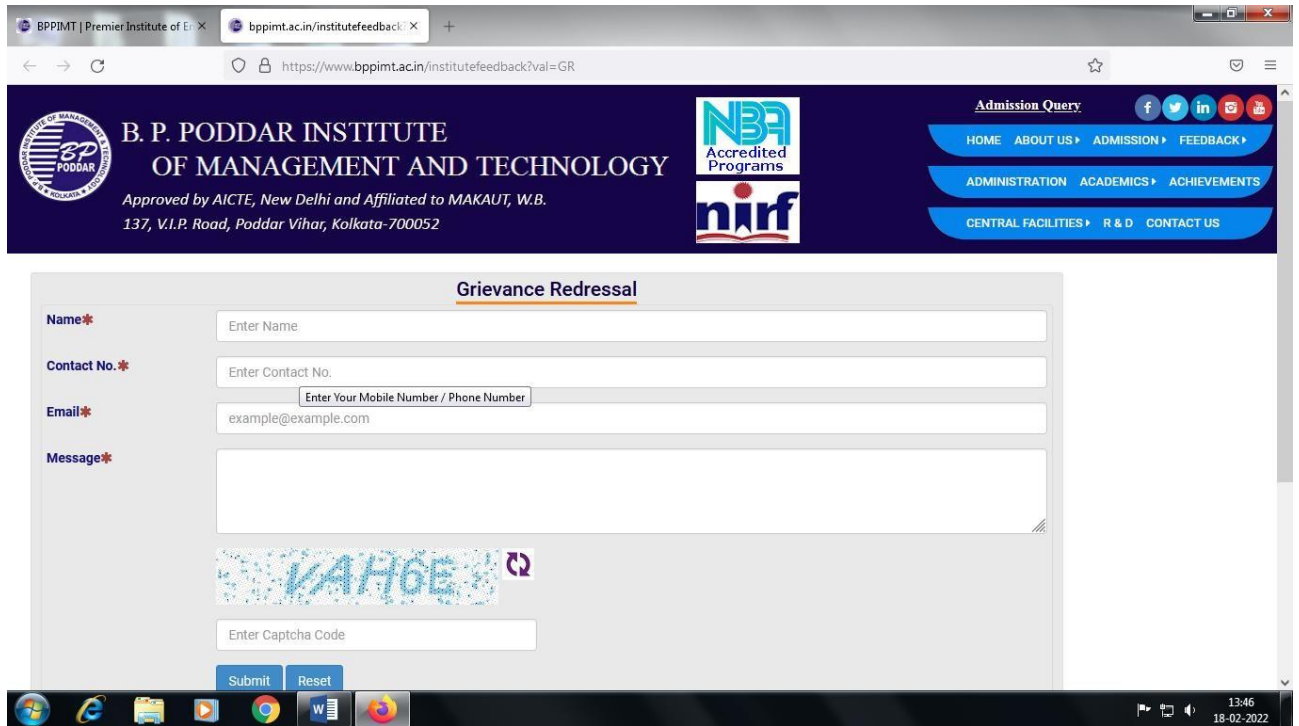 BPPIMT | Premier Institute of En
bppimt.ac.in/institutefeedback?
https://www.bppimt.ac.in/institutefeedback?val=GR
BP
PODDAR
KOLKATA
B. P. PODDAR INSTITUTE
OF MANAGEMENT AND TECHNOLOGY
Approved by AICTE, New Delhi and Affiliated to MAKAUT, W.B.
137, V.I.P. Road, Poddar Vihar, Kolkata-700052
NBA
Accredited
Programs
nirf
Admission Query
HOME ABOUT US ADMISSION FEEDBACK
ADMINISTRATION ACADEMICS ACHIEVEMENTS
CENTRAL FACILITIES R & D CONTACT US
Grievance Redressal
Name*
Enter Name
Contact No.*
Enter Contact No.
Enter Your Mobile Number / Phone Number
Email*
example@example.com
Message*
VAH6E
Enter Captcha Code
Submit Reset
13:46
18-02-2022